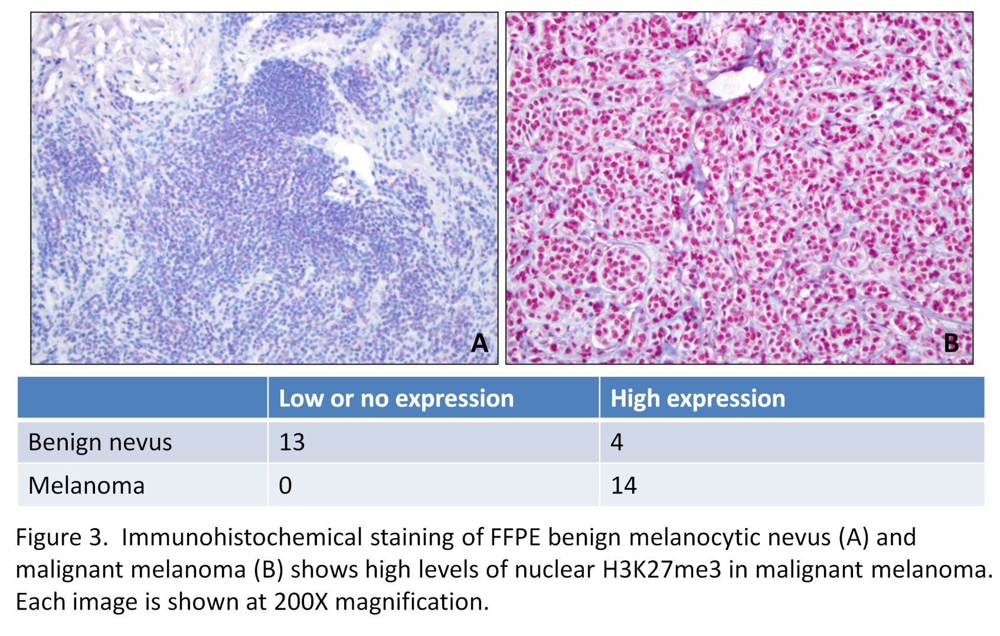 A
B
Low or no expression High expression
Benign nevus 13 4
Melanoma 0 14
Figure 3.  Immunohistochemical staining of FFPE benign melanocytic nevus (A) and
malignant melanoma (B) shows high levels of nuclear H3K27me3 in malignant melanoma.
Each image is shown at 200X magnification.